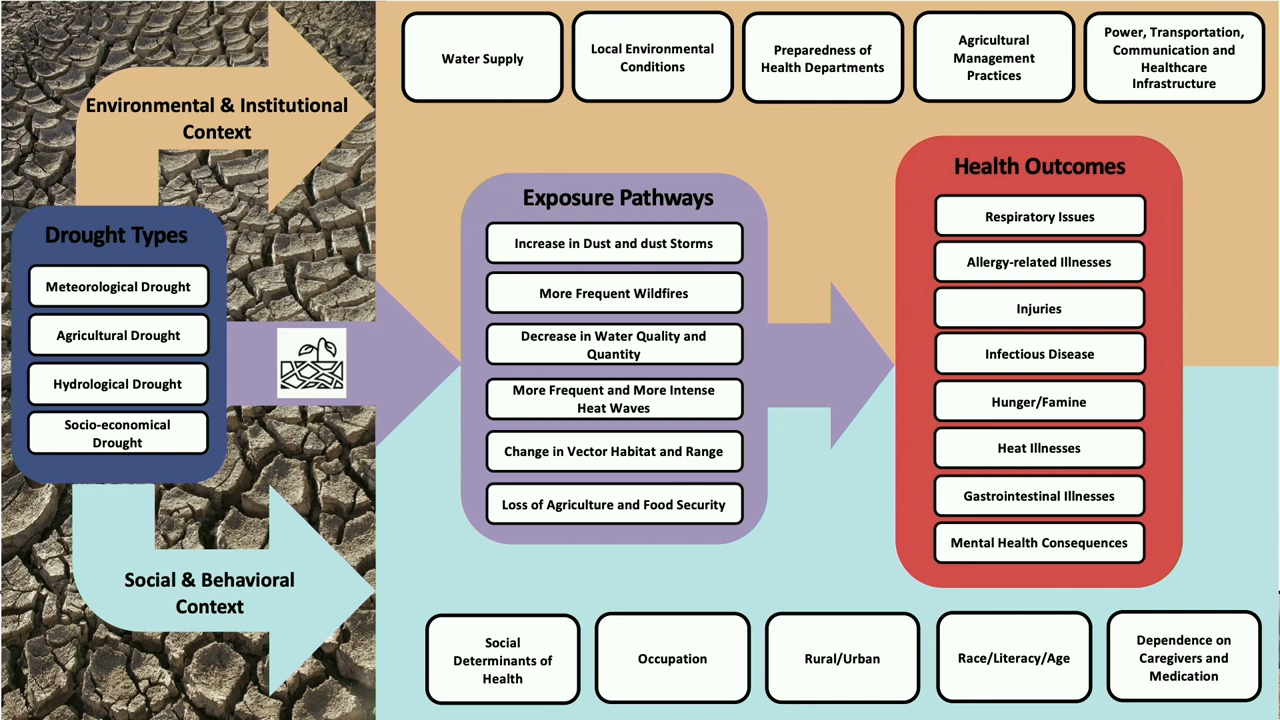 Water Supply
Local Environmental
Conditions
Preparedness of
Health Departments
Agricultural
Management
Practices
Power, Transportation,
Communication and
Healthcare
Infrastructure
Environmental & Institutional
Context
Drought Types
Meteorological Drought
Agricultural Drought
Hydrological Drought
Socio-economical
Drought
Exposure Pathways
Increase in Dust and dust Storms
More Frequent Wildfires
Decrease in Water Quality and
Quantity
More Frequent and More Intense
Heat Waves
Change in Vector Habitat and Range
Loss of Agriculture and Food Security
Health Outcomes
Respiratory Issues
Allergy-related Illnesses
Injuries
Infectious Disease
Hunger/Famine
Heat Illnesses
Gastrointestinal Illnesses
Mental Health Consequences
Social & Behavioral
Context
Social
Determinants of
Health
Occupation
Rural/Urban
Race/Literacy/Age
Dependence on
Caregivers and
Medication